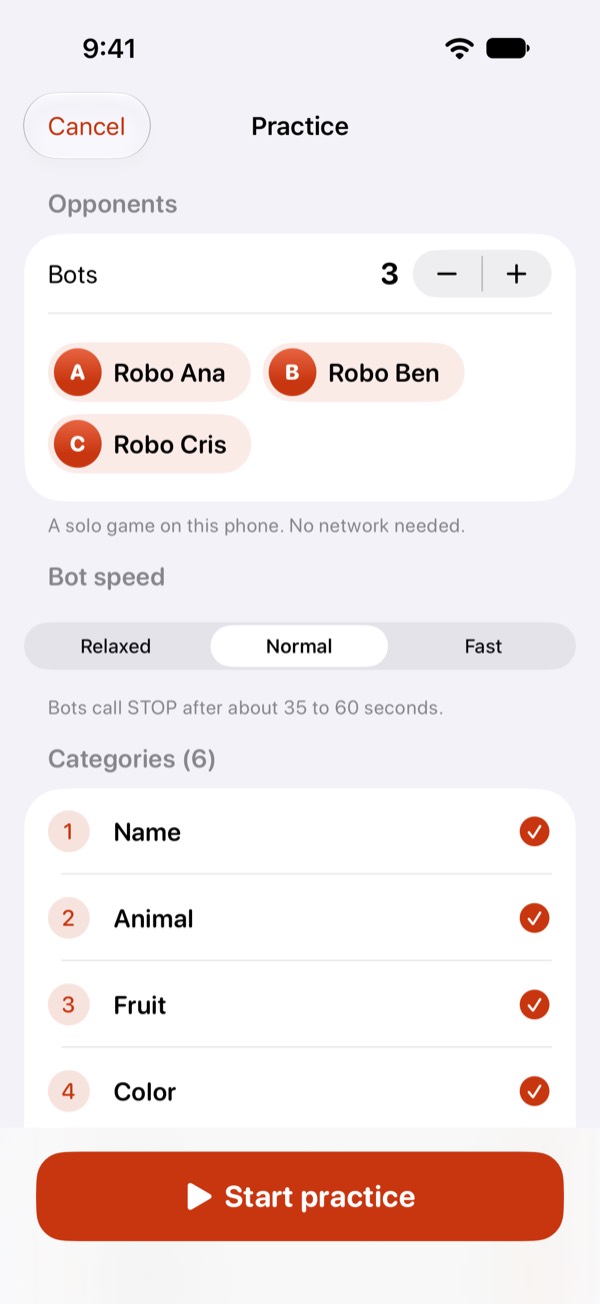 9:41
Cancel
Practice
Opponents
Bots 3 − +
A Robo Ana B Robo Ben
C Robo Cris
A solo game on this phone. No network needed.
Bot speed
Relaxed Normal Fast
Bots call STOP after about 35 to 60 seconds.
Categories (6)
1 Name
2 Animal
3 Fruit
4 Color
Start practice